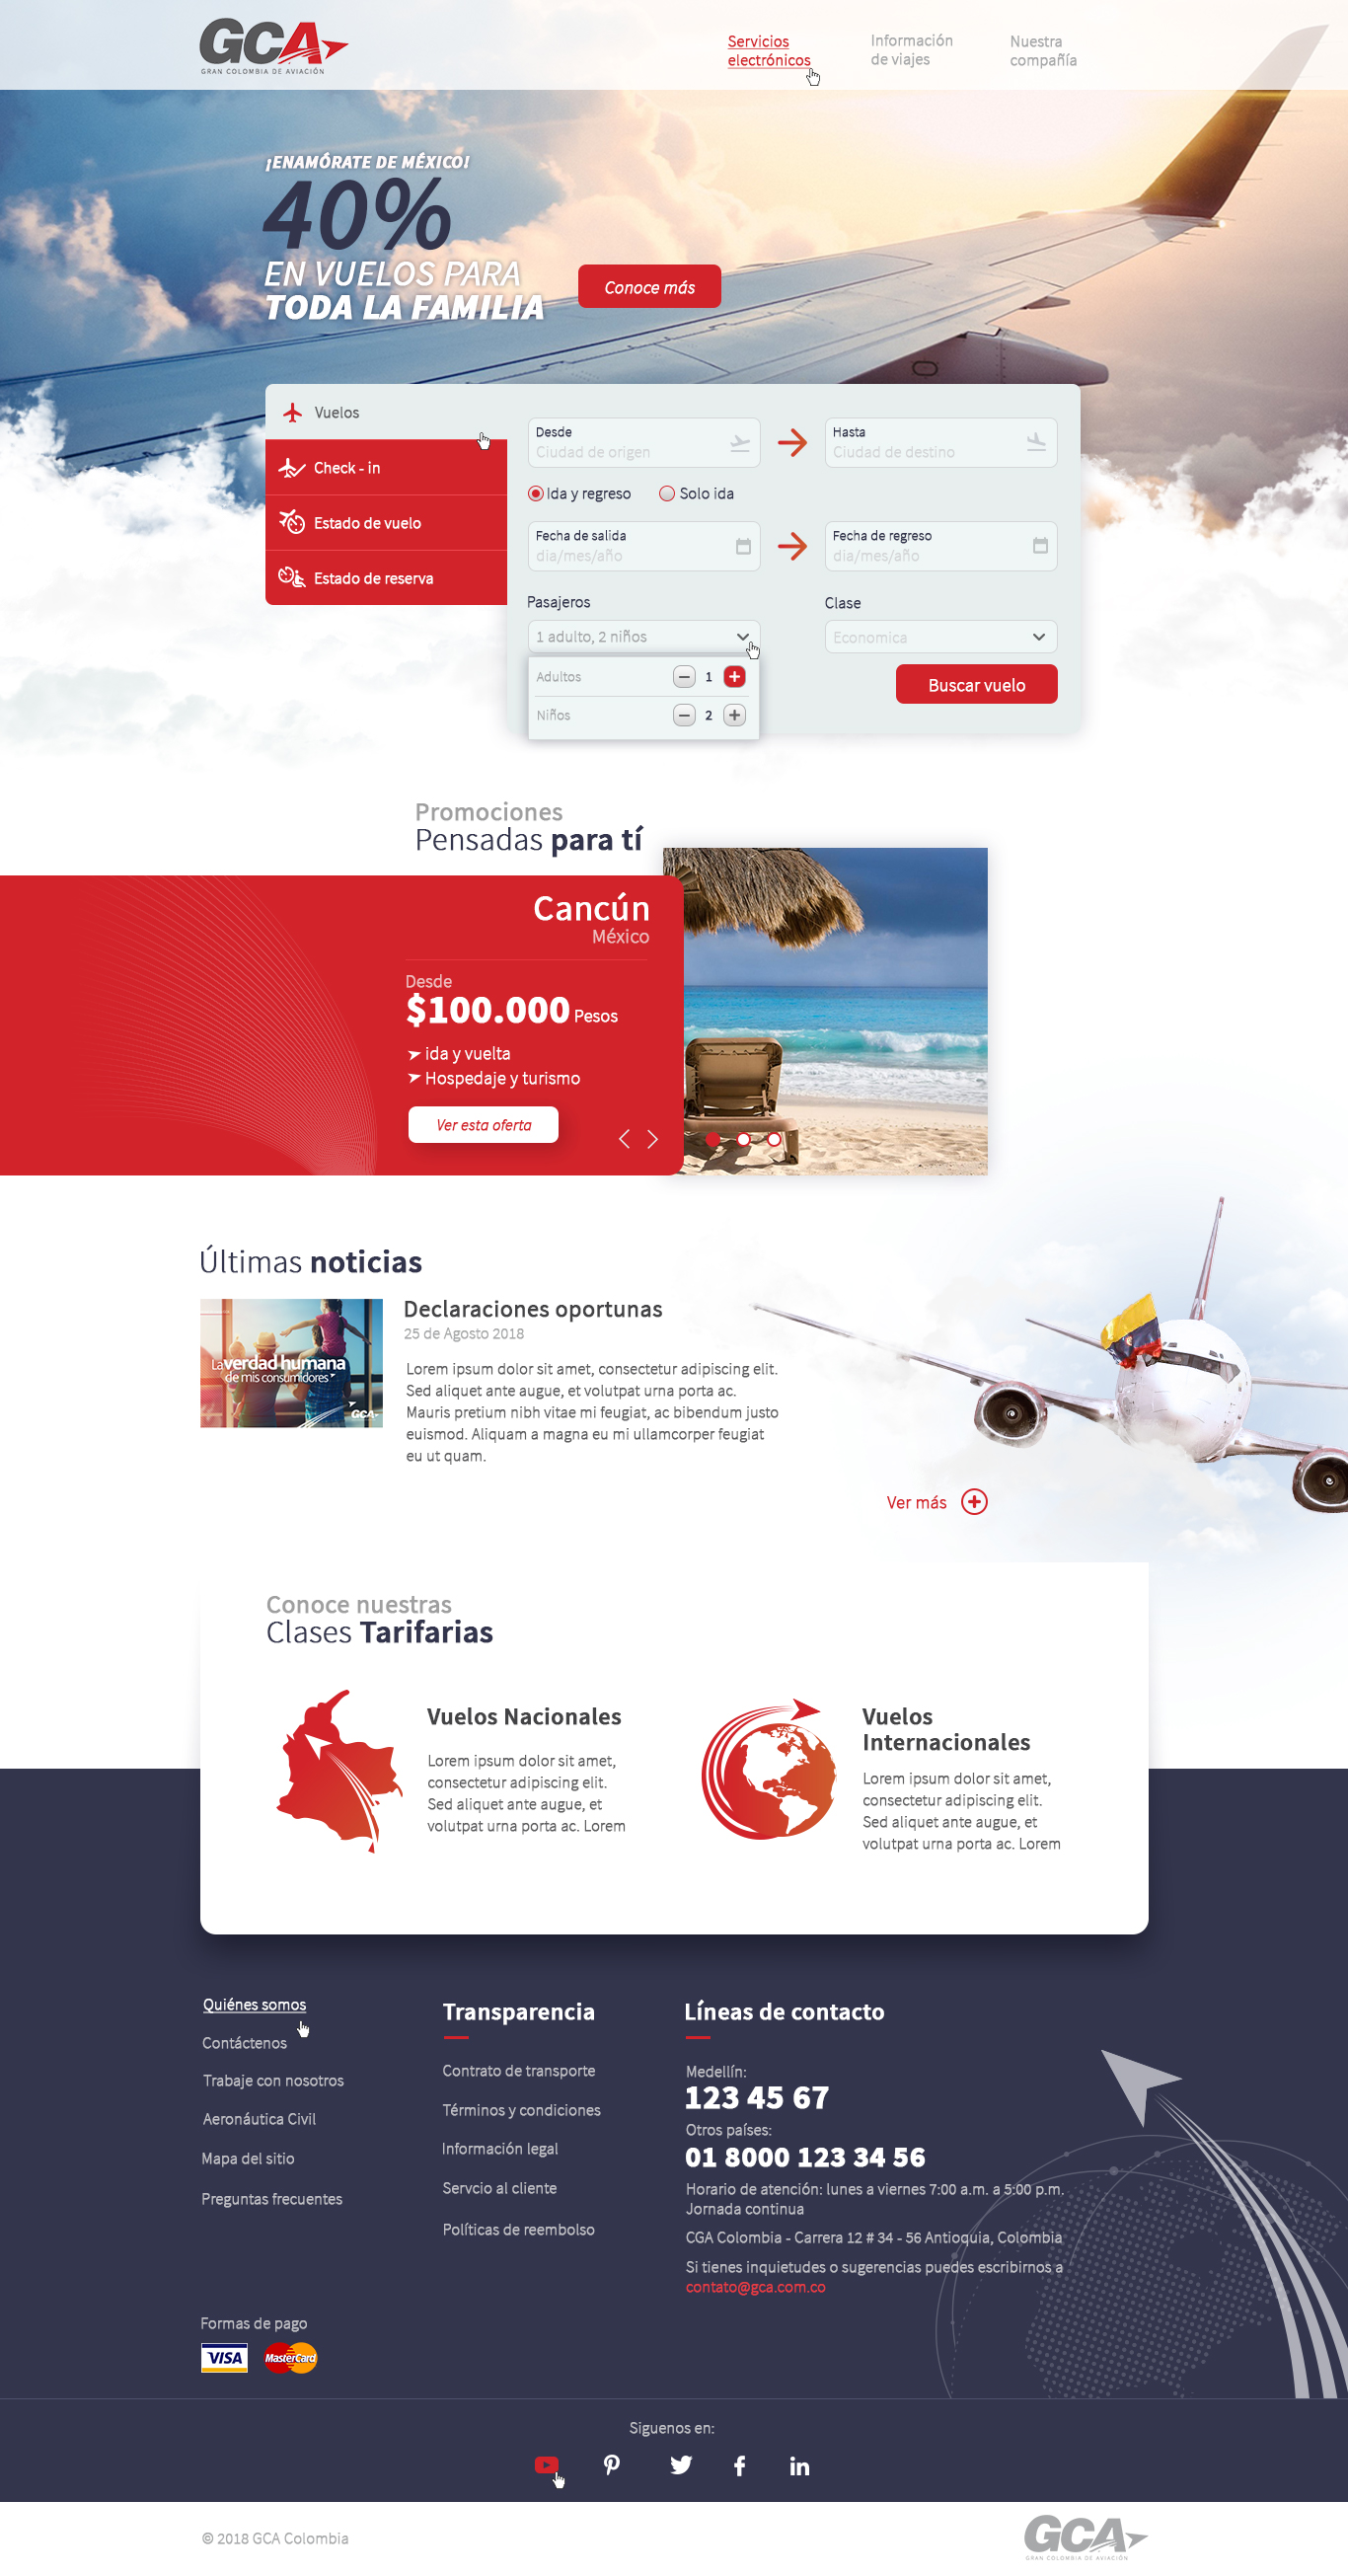 GCA
GRAN COLOMBIA DE AVIACIÓN
Servicios
electrónicos
Información
de viajes
Nuestra
compañía
¡ENAMÓRATE DE MÉXICO!
40%
EN VUELOS PARA
TODA LA FAMILIA
Conoce más
Vuelos
Check - in
Estado de vuelo
Estado de reserva
Desde
Ciudad de origen
Hasta
Ciudad de destino
Ida y regreso
Solo ida
Fecha de salida
dia/mes/año
Fecha de regreso
dia/mes/año
Pasajeros
1 adulto, 2 niños
Clase
Economica
Adultos
1
Niños
2
Buscar vuelo
Promociones
Pensadas para tí
Cancún
México
Desde
$100.000 Pesos
ida y vuelta
Hospedaje y turismo
Ver esta oferta
Últimas noticias
La verdad humana
de mis consumidores
GCA
Declaraciones oportunas
25 de Agosto 2018
Lorem ipsum dolor sit amet, consectetur adipiscing elit.
Sed aliquet ante augue, et volutpat urna porta ac.
Mauris pretium nibh vitae mi feugiat, ac bibendum justo
euismod. Aliquam a magna eu mi ullamcorper feugiat
eu ut quam.
Ver más
Conoce nuestras
Clases Tarifarias
Vuelos Nacionales
Lorem ipsum dolor sit amet,
consectetur adipiscing elit.
Sed aliquet ante augue, et
volutpat urna porta ac. Lorem
Vuelos
Internacionales
Lorem ipsum dolor sit amet,
consectetur adipiscing elit.
Sed aliquet ante augue, et
volutpat urna porta ac. Lorem
Quiénes somos
Contáctenos
Trabaje con nosotros
Aeronáutica Civil
Mapa del sitio
Preguntas frecuentes
Transparencia
Contrato de transporte
Términos y condiciones
Información legal
Servcio al cliente
Políticas de reembolso
Líneas de contacto
Medellín:
123 45 67
Otros países:
01 8000 123 34 56
Horario de atención: lunes a viernes 7:00 a.m. a 5:00 p.m.
Jornada continua
CGA Colombia - Carrera 12 # 34 - 56 Antioquia, Colombia
Si tienes inquietudes o sugerencias puedes escribirnos a
contato@gca.com.co
Formas de pago
VISA
MasterCard
Siguenos en:
© 2018 GCA Colombia
GCA
GRAN COLOMBIA DE AVIACIÓN